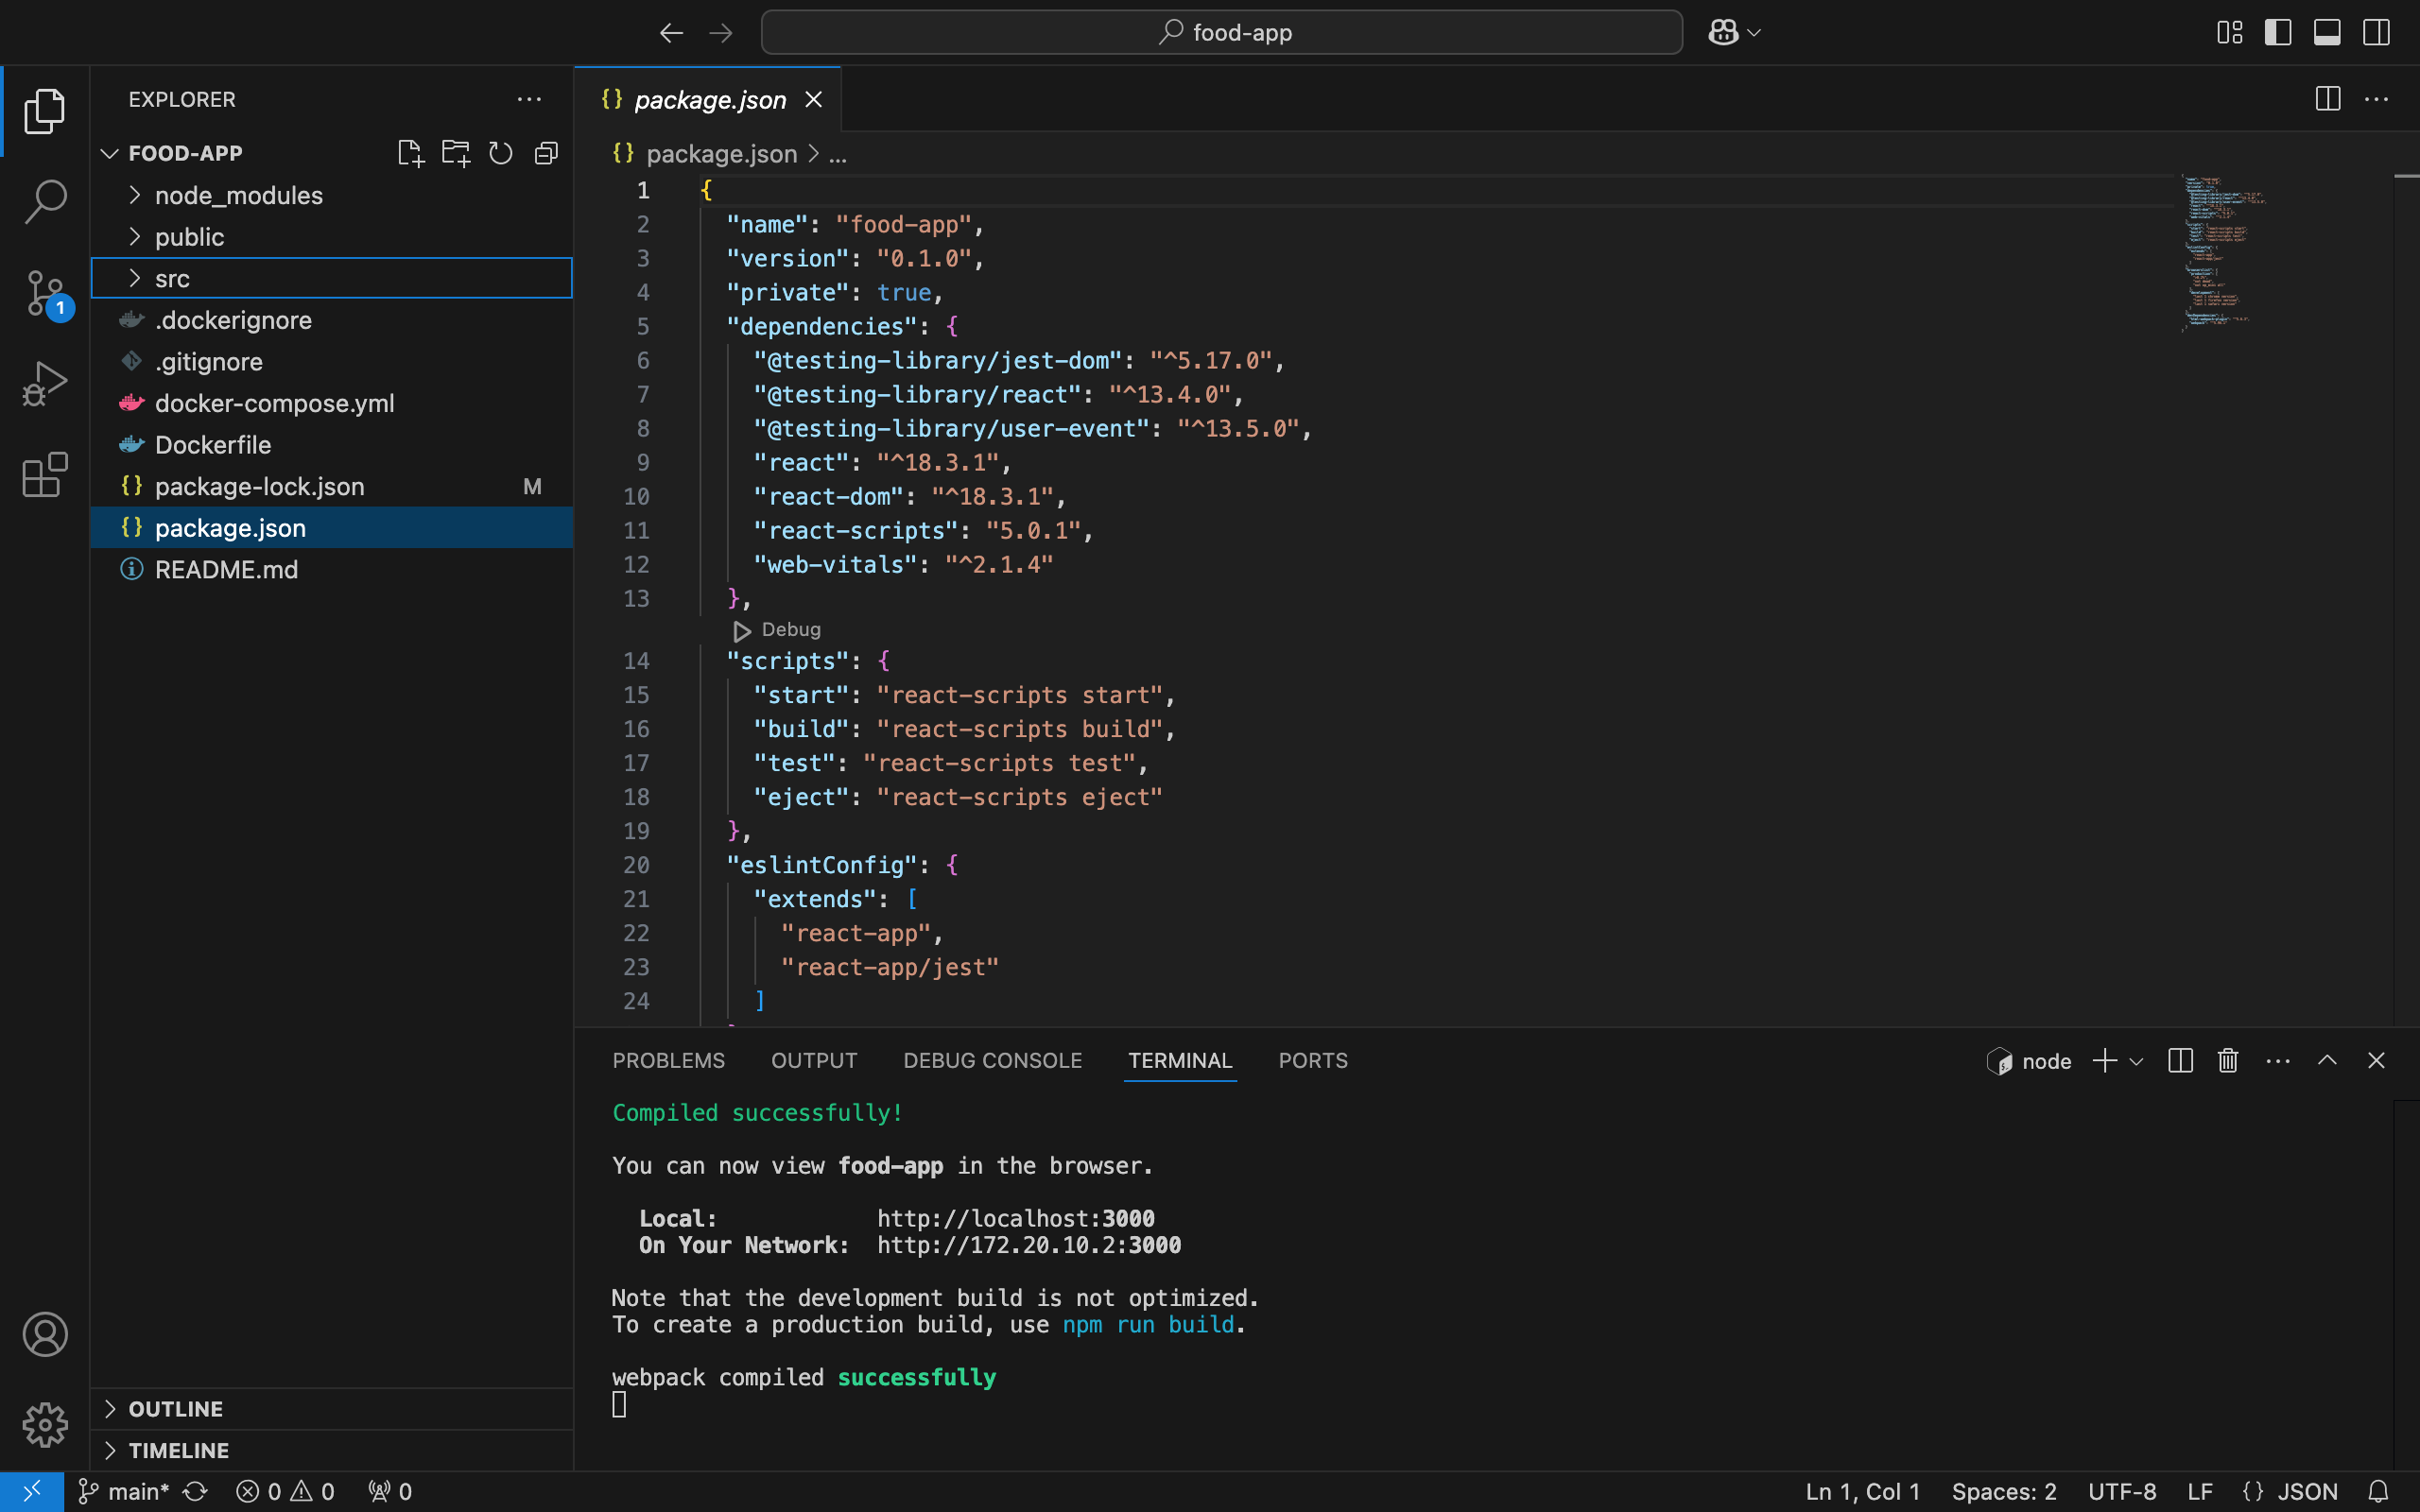 food-app
EXPLORER
FOOD-APP
node_modules
public
src
.dockerignore
.gitignore
docker-compose.yml
Dockerfile
package-lock.json M
package.json
README.md
OUTLINE
TIMELINE
1
package.json
package.json > ...
1 {
2 "name": "food-app",
3 "version": "0.1.0",
4 "private": true,
5 "dependencies": {
6 "@testing-library/jest-dom": "^5.17.0",
7 "@testing-library/react": "^13.4.0",
8 "@testing-library/user-event": "^13.5.0",
9 "react": "^18.3.1",
10 "react-dom": "^18.3.1",
11 "react-scripts": "5.0.1",
12 "web-vitals": "^2.1.4"
13 },
Debug
14 "scripts": {
15 "start": "react-scripts start",
16 "build": "react-scripts build",
17 "test": "react-scripts test",
18 "eject": "react-scripts eject"
19 },
20 "eslintConfig": {
21 "extends": [
22 "react-app",
23 "react-app/jest"
24 ]
PROBLEMS OUTPUT DEBUG CONSOLE TERMINAL PORTS
node
Compiled successfully!
You can now view food-app in the browser.
Local: http://localhost:3000
On Your Network: http://172.20.10.2:3000
Note that the development build is not optimized.
To create a production build, use npm run build.
webpack compiled successfully
main* 0 0 0
Ln 1, Col 1 Spaces: 2 UTF-8 LF {} JSON